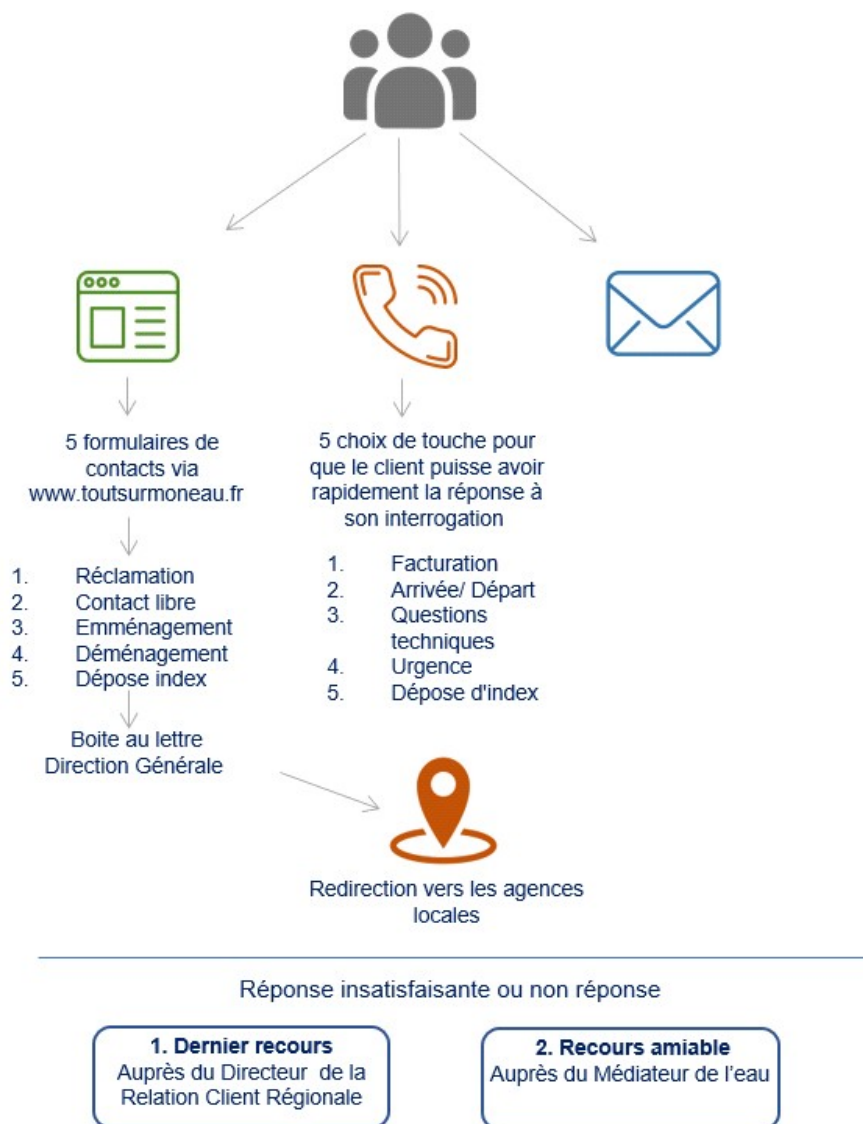 5 formulaires de
contacts via
www.toutsurmoneau.fr
1. Réclamation
2. Contact libre
3. Emménagement
4. Déménagement
5. Dépose index
Boite au lettre
Direction Générale
5 choix de touche pour
que le client puisse avoir
rapidement la réponse à
son interrogation
1. Facturation
2. Arrivée/ Départ
3. Questions
techniques
4. Urgence
5. Dépose d'index
Redirection vers les agences
locales
Réponse insatisfaisante ou non réponse
1. Dernier recours
Auprès du Directeur de la
Relation Client Régionale
2. Recours amiable
Auprès du Médiateur de l’eau